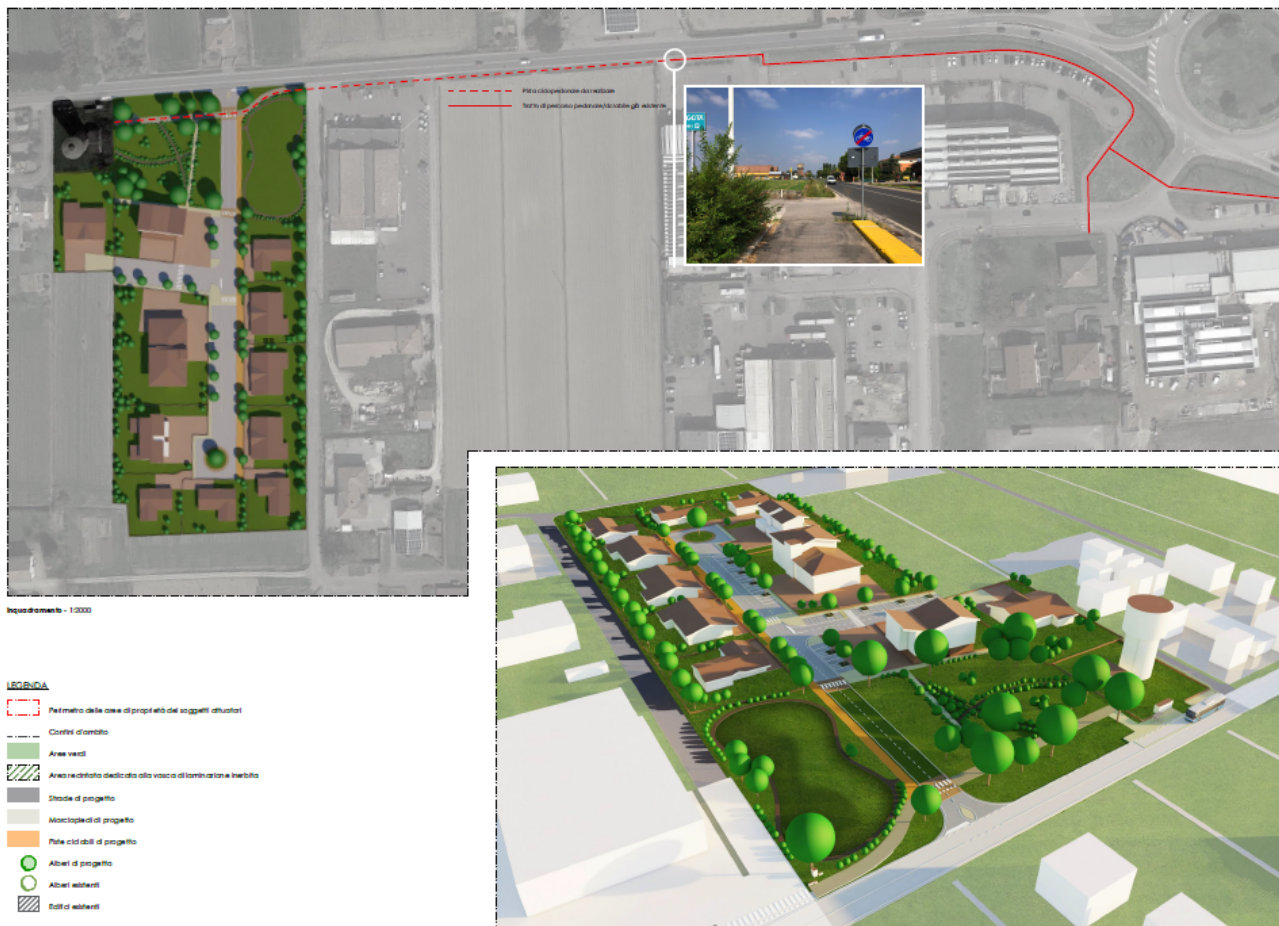 Pista ciclopedonale da realizzare
Tratto di percorso pedonale/ciclabile già esistente
GOTA
Inquadramento - 1:2000
LEGENDA
Perimetro delle aree di proprietà dei soggetti attuatori
Confini d'ambito
Aree verdi
Area recintata dedicata alla vasca di laminazione inerbita
Strade di progetto
Marciapiedi di progetto
Piste ciclabili di progetto
Alberi di progetto
Alberi esistenti
Edifici esistenti